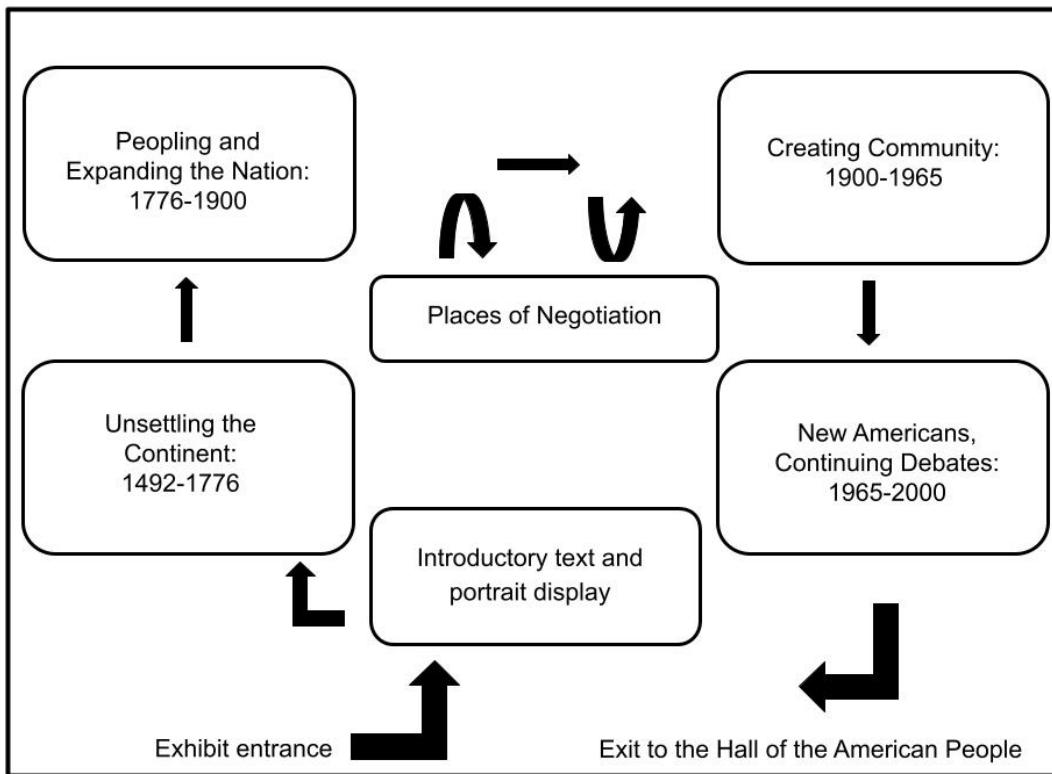 Peopling and
Expanding the Nation:
1776-1900
Creating Community:
1900-1965
Places of Negotiation
Unsettling the
Continent:
1492-1776
New Americans,
Continuing Debates:
1965-2000
Introductory text and
portrait display
Exhibit entrance
Exit to the Hall of the American People